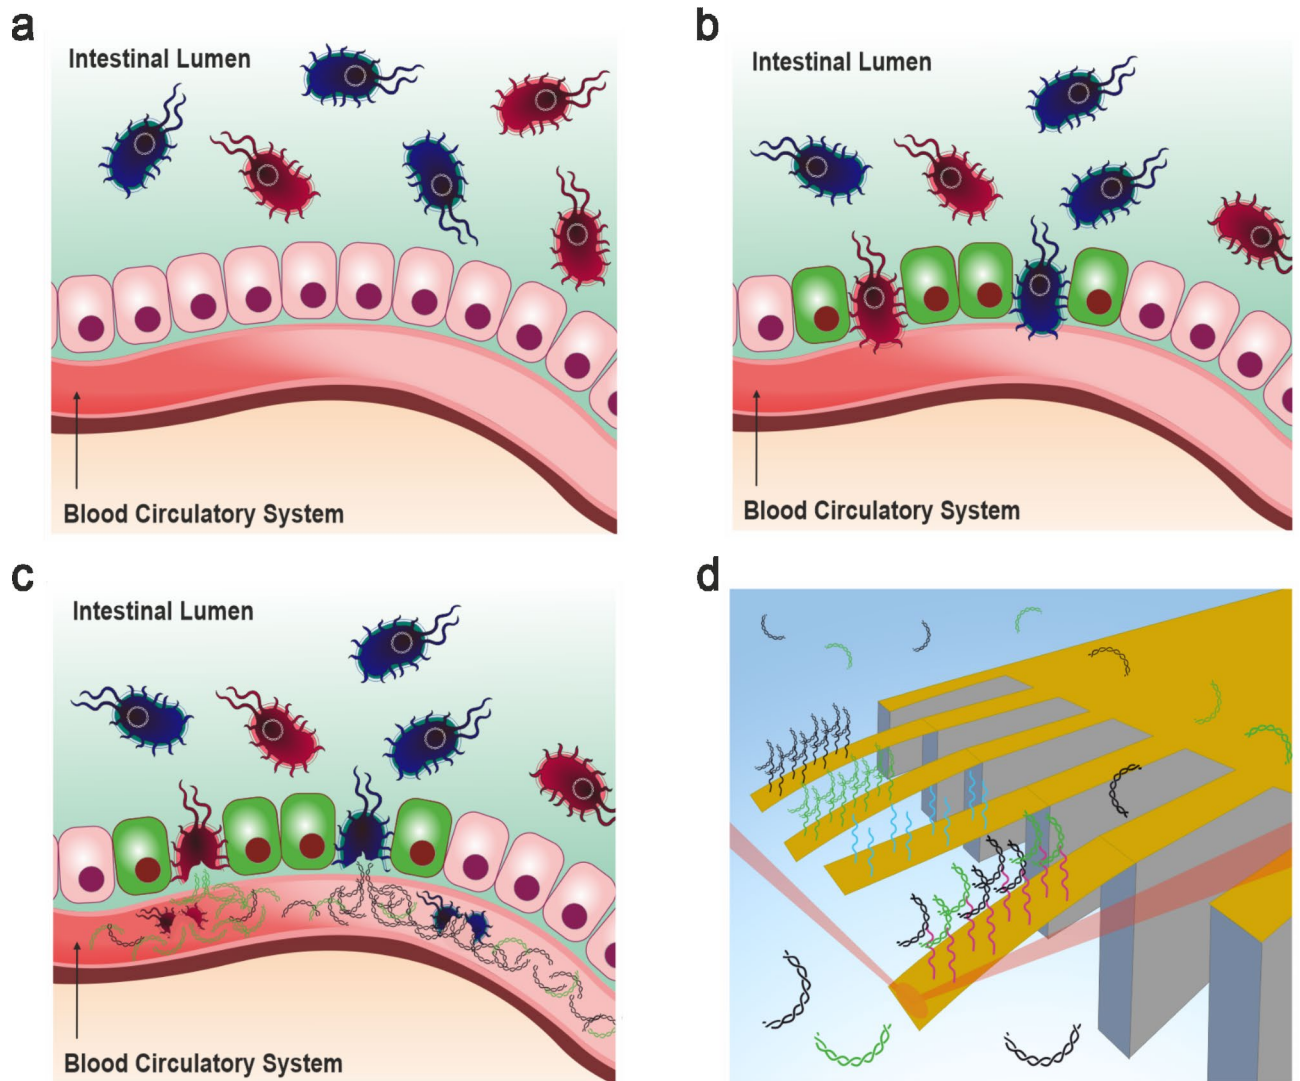 a
Intestinal Lumen
Blood Circulatory System
b
Intestinal Lumen
Blood Circulatory System
c
Intestinal Lumen
Blood Circulatory System
d